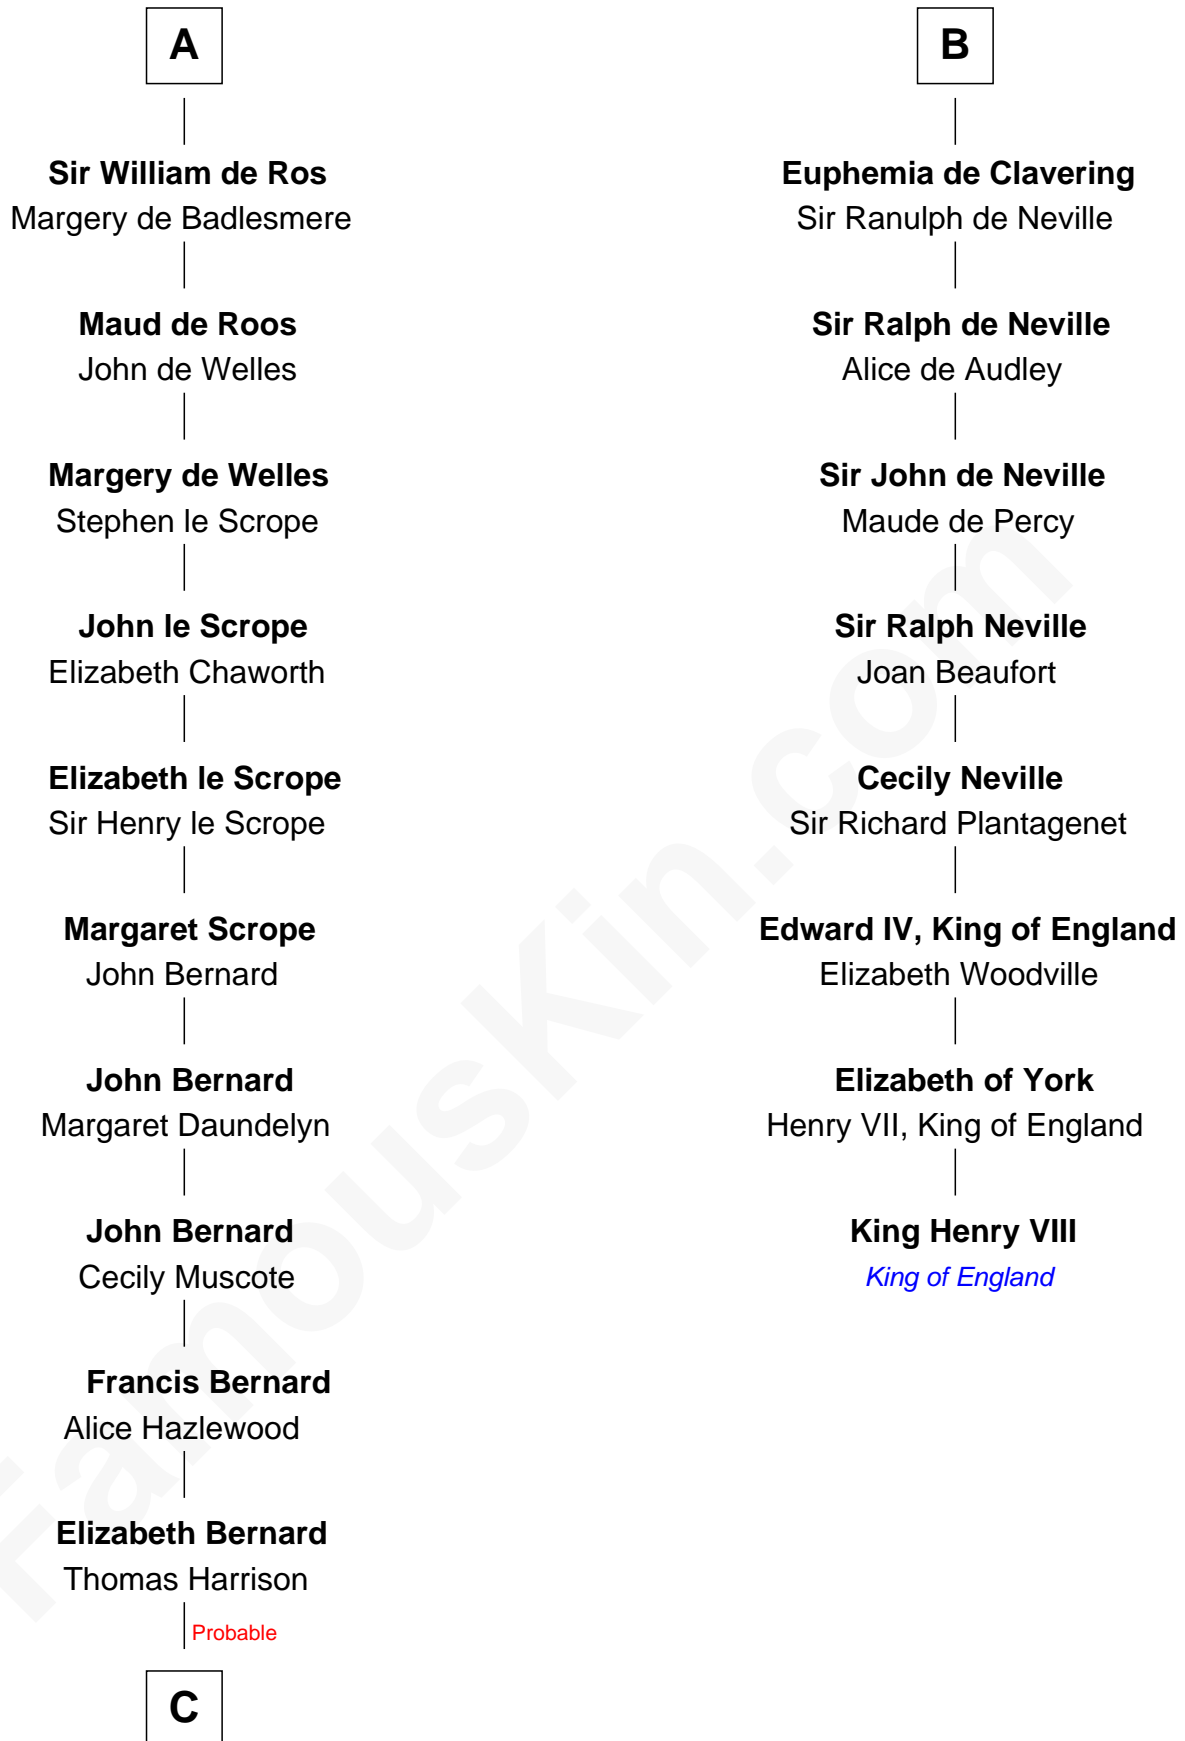 A
Sir William de Ros
Margery de Badlesmere
Maud de Roos
John de Welles
Margery de Welles
Stephen le Scrope
John le Scrope
Elizabeth Chaworth
Elizabeth le Scrope
Sir Henry le Scrope
Margaret Scrope
John Bernard
John Bernard
Margaret Daundelyn
John Bernard
Cecily Muscote
Francis Bernard
Alice Hazlewood
Elizabeth Bernard
Thomas Harrison
Probable
C
B
Euphemia de Clavering
Sir Ranulph de Neville
Sir Ralph de Neville
Alice de Audley
Sir John de Neville
Maude de Percy
Sir Ralph Neville
Joan Beaufort
Cecily Neville
Sir Richard Plantagenet
Edward IV, King of England
Elizabeth Woodville
Elizabeth of York
Henry VII, King of England
King Henry VIII
King of England
FamousKin.com